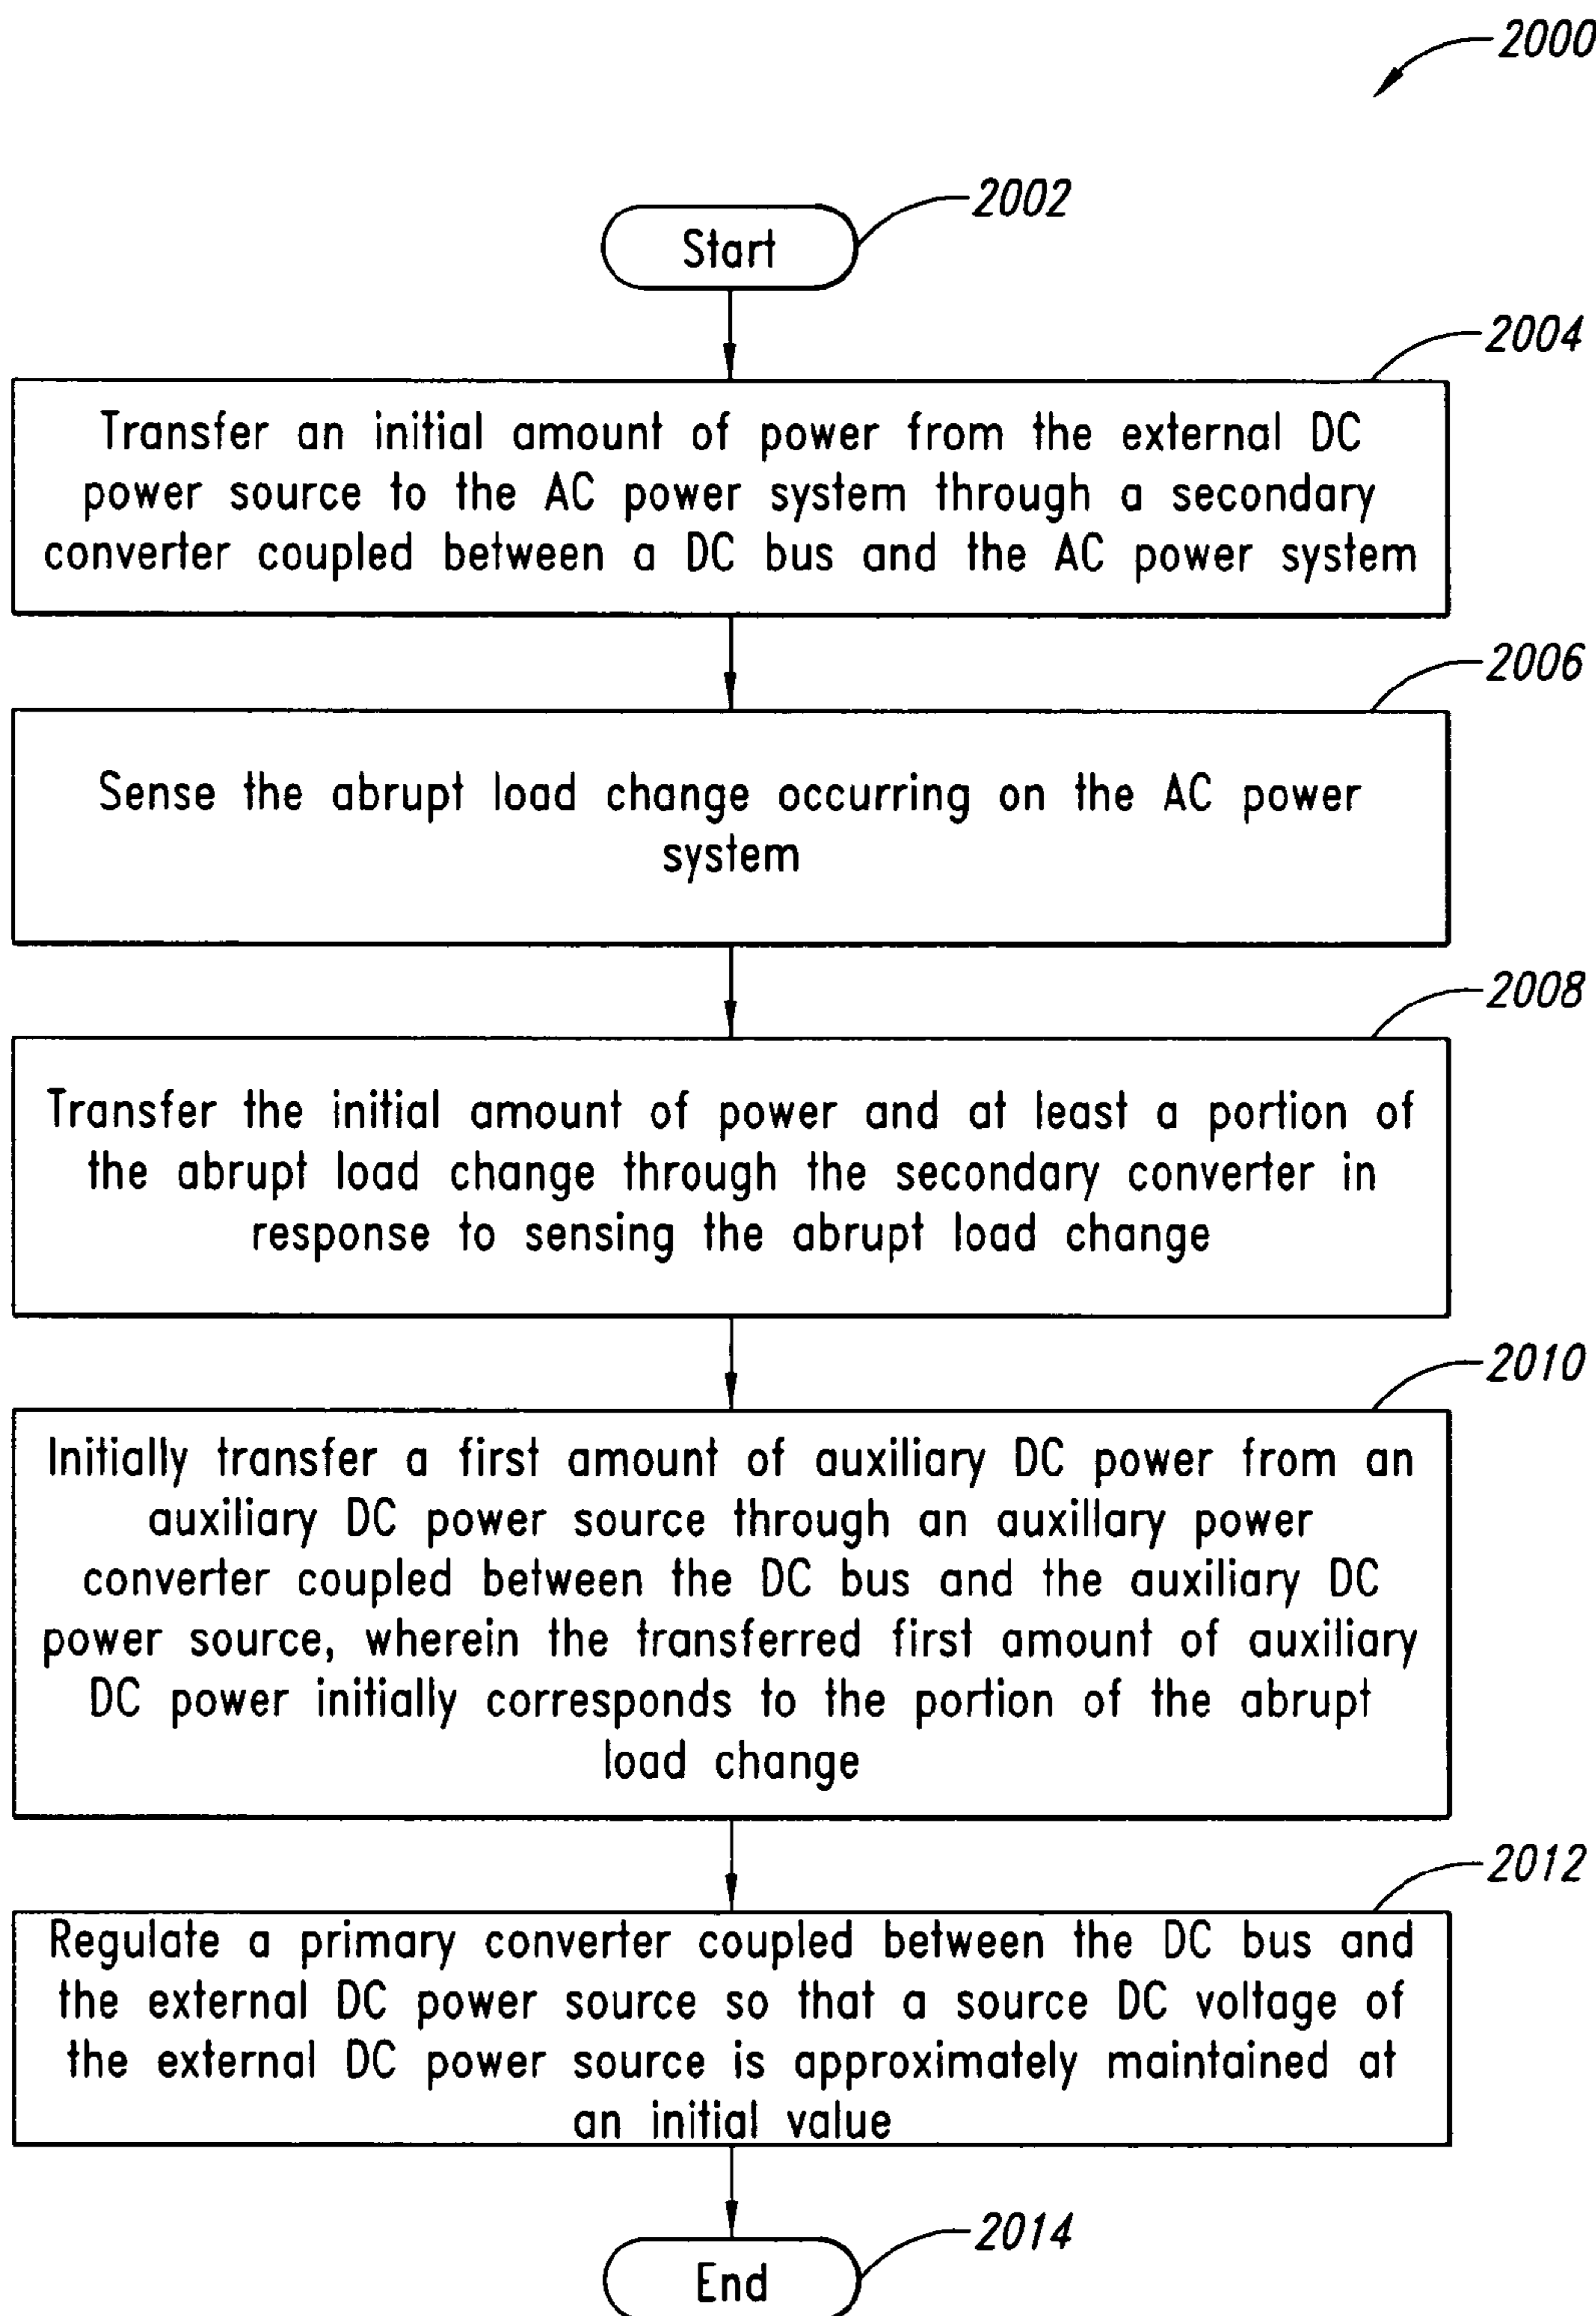 2000
2002
Start
2004
Transfer an initial amount of power from the external DC
power source to the AC power system through a secondary
converter coupled between a DC bus and the AC power system
2006
Sense the abrupt load change occurring on the AC power
system
2008
Transfer the initial amount of power and at least a portion of
the abrupt load change through the secondary converter in
response to sensing the abrupt load change
2010
Initially transfer a first amount of auxiliary DC power from an
auxiliary DC power source through an auxillary power
converter coupled between the DC bus and the auxiliary DC
power source, wherein the transferred first amount of auxiliary
DC power initially corresponds to the portion of the abrupt
load change
2012
Regulate a primary converter coupled between the DC bus and
the external DC power source so that a source DC voltage of
the external DC power source is approximately maintained at
an initial value
2014
End